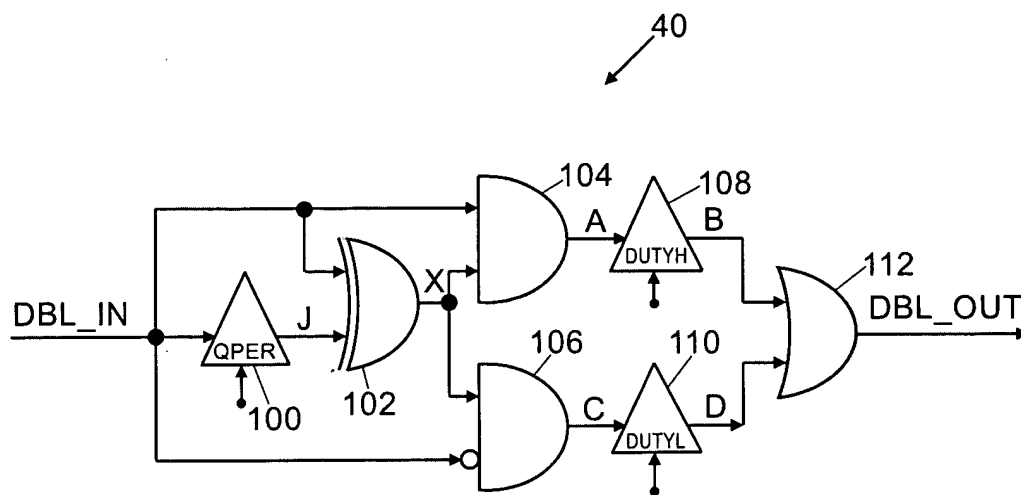 40
104
108
A
B
DUTYH
112
X
DBL_IN
J
DBL_OUT
QPER
100
102
106
110
C
D
DUTYL